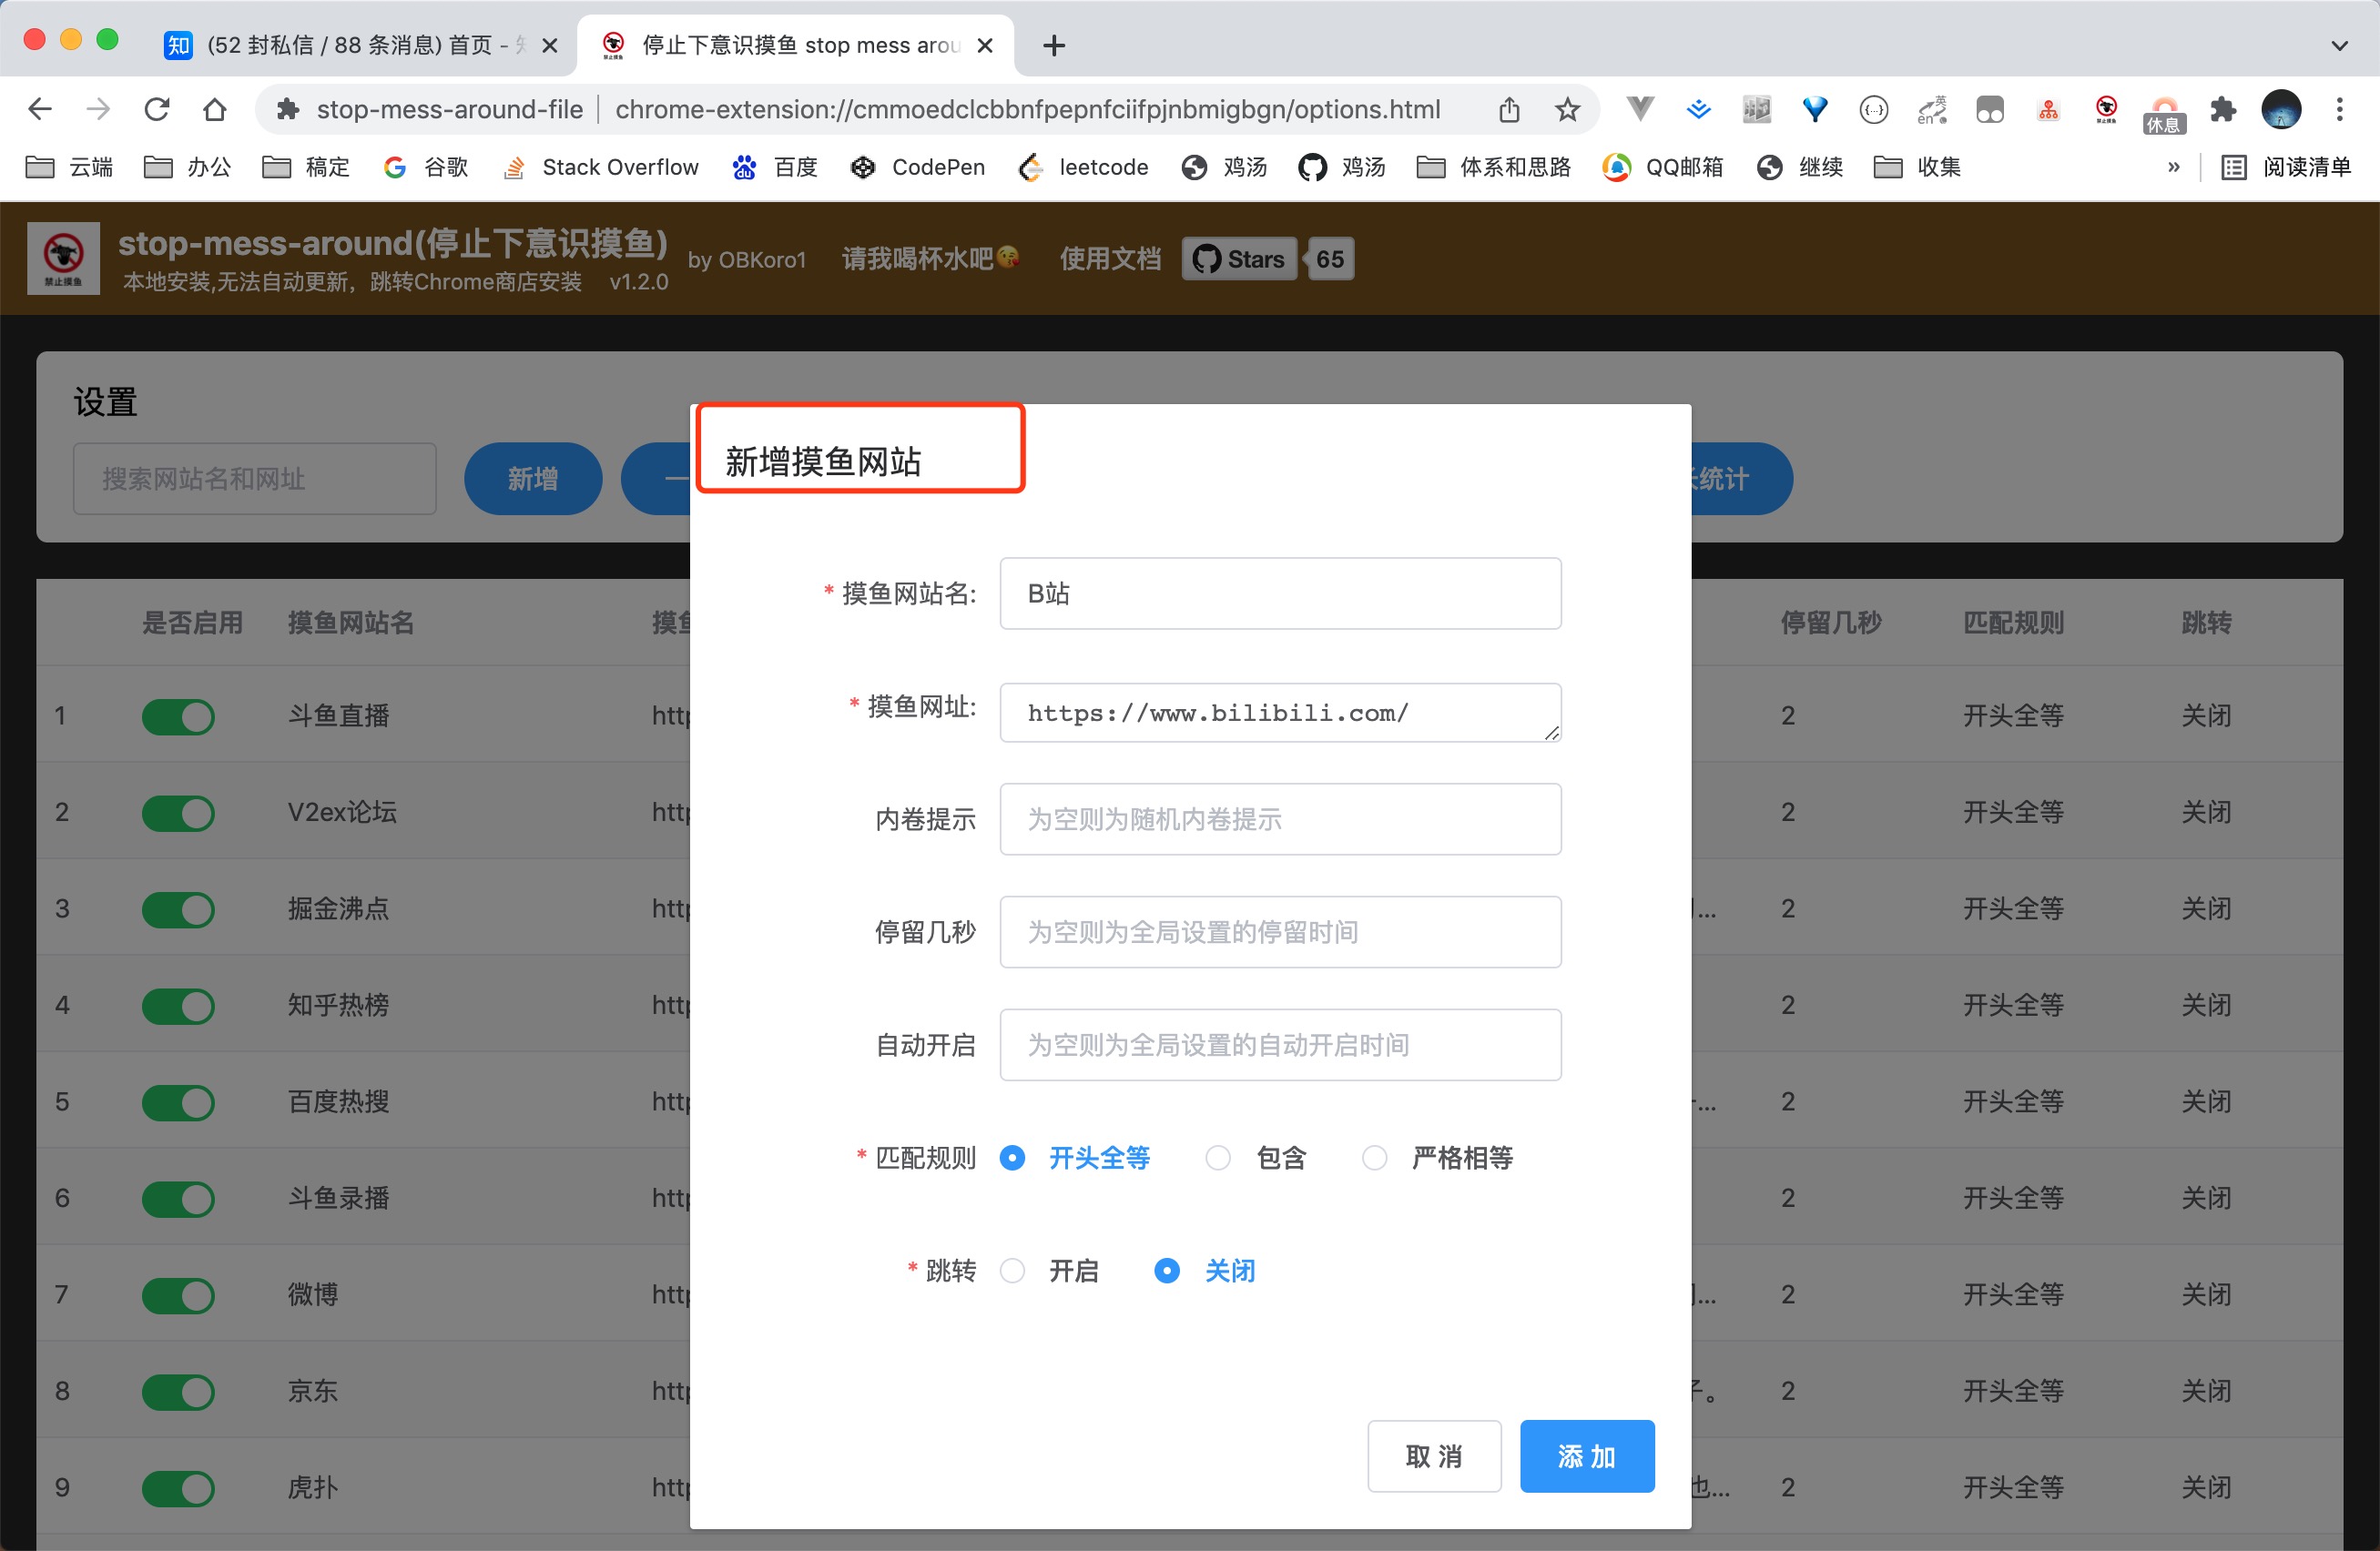 (52 封私信 / 88 条消息) 首页 -
停止下意识摸鱼 stop mess arou
stop-mess-around-file
chrome-extension://cmmoedclcbbnfpepnfciifpjnbmigbgn/options.html
休息
云端 办公 稿定 谷歌 Stack Overflow 百度 CodePen leetcode 鸡汤 鸡汤 体系和思路 QQ邮箱 继续 收集 » 阅读清单
禁止摸鱼
stop-mess-around(停止下意识摸鱼) by OBKoro1 请我喝杯水吧 使用文档 Stars 65
本地安装,无法自动更新，跳转Chrome商店安装 v1.2.0
设置
搜索网站名和网址 新增 一 统计
是否启用 摸鱼网站名 摸鱼 停留几秒 匹配规则 跳转
1 斗鱼直播 http 2 开头全等 关闭
2 V2ex论坛 http 2 开头全等 关闭
3 掘金沸点 http ... 2 开头全等 关闭
4 知乎热榜 http 2 开头全等 关闭
5 百度热搜 http ... 2 开头全等 关闭
6 斗鱼录播 http 2 开头全等 关闭
7 微博 http ... 2 开头全等 关闭
8 京东 http 子。 2 开头全等 关闭
9 虎扑 http 也... 2 开头全等 关闭
新增摸鱼网站
* 摸鱼网站名: B站
* 摸鱼网址: https://www.bilibili.com/
内卷提示 为空则为随机内卷提示
停留几秒 为空则为全局设置的停留时间
自动开启 为空则为全局设置的自动开启时间
* 匹配规则 开头全等 包含 严格相等
* 跳转 开启 关闭
取 消 添 加